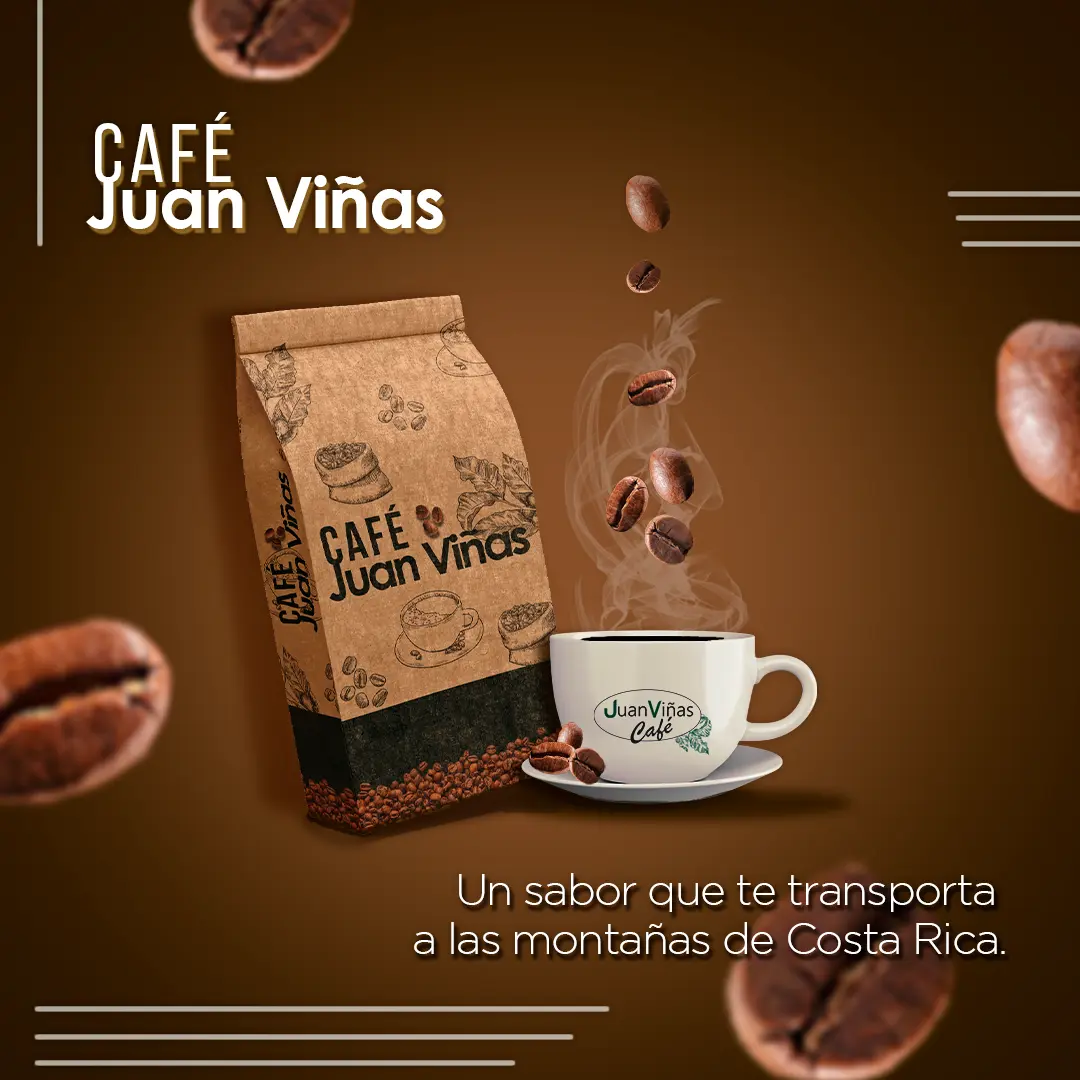 CAFÉ
Juan Viñas
CAFÉ
Juan Viñas
CAFÉ
Juan Viñas
JuanViñas
Café
Un sabor que te transporta
a las montañas de Costa Rica.